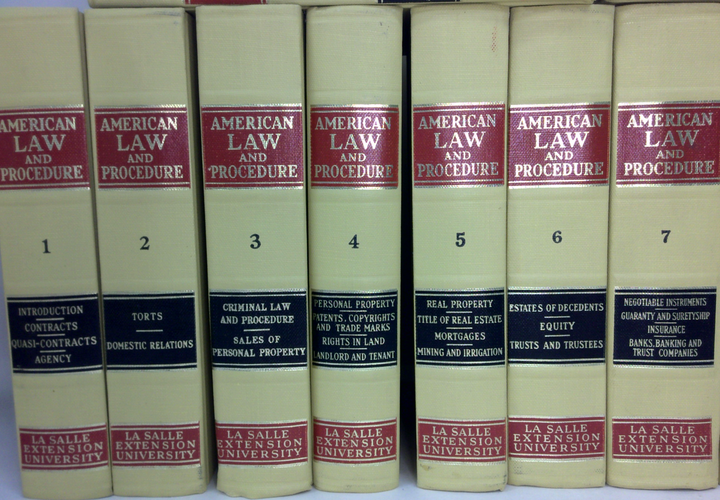 AMERICAN
LAW
AND
PROCEDURE
1
INTRODUCTION
CONTRACTS
QUASI-CONTRACTS
AGENCY
LA SALLE
EXTENSION
UNIVERSITY
AMERICAN
LAW
AND
PROCEDURE
2
TORTS
DOMESTIC RELATIONS
LA SALLE
EXTENSION
UNIVERSITY
AMERICAN
LAW
AND
PROCEDURE
3
CRIMINAL LAW
AND PROCEDURE
SALES OF
PERSONAL PROPERTY
LA SALLE
EXTENSION
UNIVERSITY
AMERICAN
LAW
AND
PROCEDURE
4
PERSONAL PROPERTY
PATENTS, COPYRIGHTS
AND TRADE MARKS
RIGHTS IN LAND
LANDLORD AND TENANT
LA SALLE
EXTENSION
UNIVERSITY
AMERICAN
LAW
AND
PROCEDURE
5
REAL PROPERTY
TITLE OF REAL ESTATE
MORTGAGES
MINING AND IRRIGATION
LA SALLE
EXTENSION
UNIVERSITY
AMERICAN
LAW
AND
PROCEDURE
6
ESTATES OF DECEDENTS
EQUITY
TRUSTS AND TRUSTEES
LA SALLE
EXTENSION
UNIVERSITY
AMERICAN
LAW
AND
PROCEDURE
7
NEGOTIABLE INSTRUMENTS
GUARANTY AND SURETYSHIP
INSURANCE
BANKS, BANKING AND
TRUST COMPANIES
LA SALLE
EXTENSION
UNIVERSITY